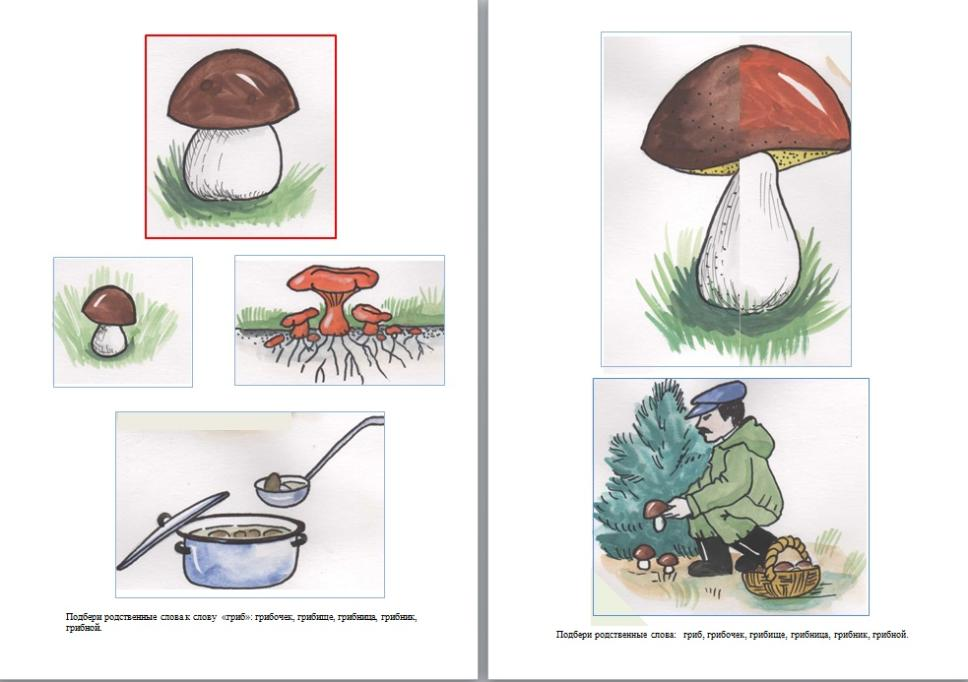 Подбери родственные слова к слову «гриб»: грибочек, грибище, грибница, грибник,
грибной.
Подбери родственные слова: гриб, грибочек, грибище, грибница, грибник, грибной.